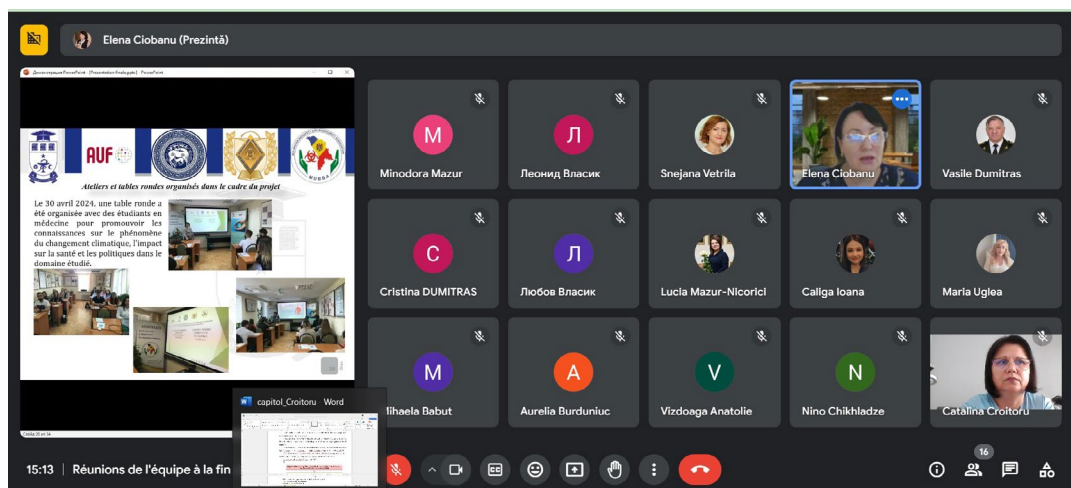 Elena Ciobanu (Prezintă)
AUF
MUBBA
Ateliers et tables rondes organisés dans le cadre du projet
Le 30 avril 2024, une table ronde a
été organisée avec des étudiants en
médecine pour promouvoir les
connaissances sur le phénomène
du changement climatique, l'impact
sur la santé et les politiques dans le
domaine étudié.
M
Minodora Mazur
Л
Леонид Власик
Snejana Vetrila
Elena Ciobanu
Vasile Dumitras
C
Cristina DUMITRAS
Л
Любов Власик
Lucia Mazur-Nicorici
Caliga Ioana
Maria Uglea
M
Mihaela Babut
A
Aurelia Burduniuc
V
Vizdoaga Anatolie
N
Nino Chikhladze
Catalina Croitoru
capitol_Croitoru Word
15:13 | Réunions de l'équipe à la fin
CC
16